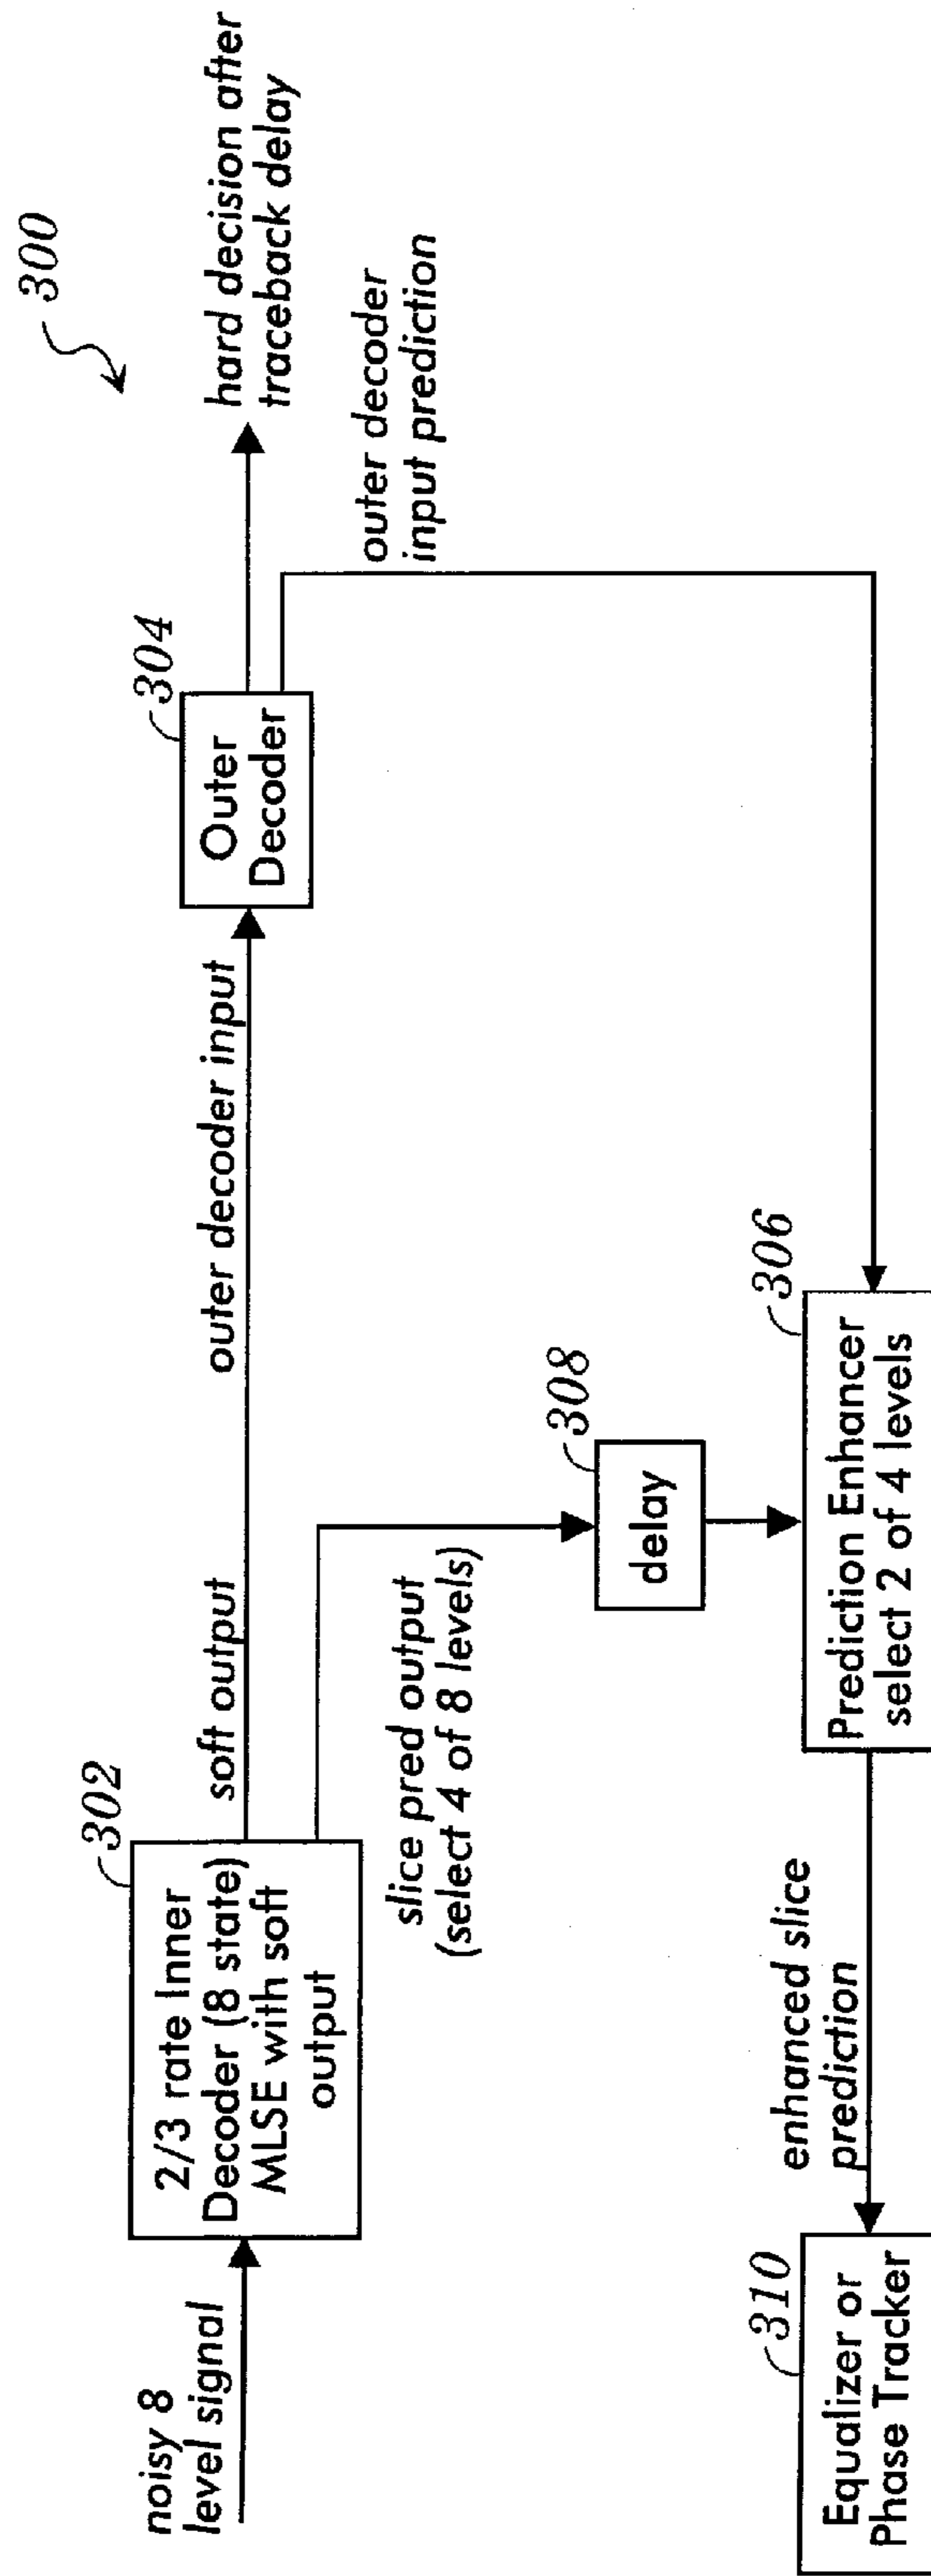 300
noisy 8
level signal
302
2/3 rate Inner
Decoder (8 state)
MLSE with soft
output
soft output
outer decoder input
304
Outer
Decoder
hard decision after
traceback delay
outer decoder
input prediction
slice pred output
(select 4 of 8 levels)
308
delay
306
Prediction Enhancer
select 2 of 4 levels
enhanced slice
prediction
310
Equalizer or
Phase Tracker